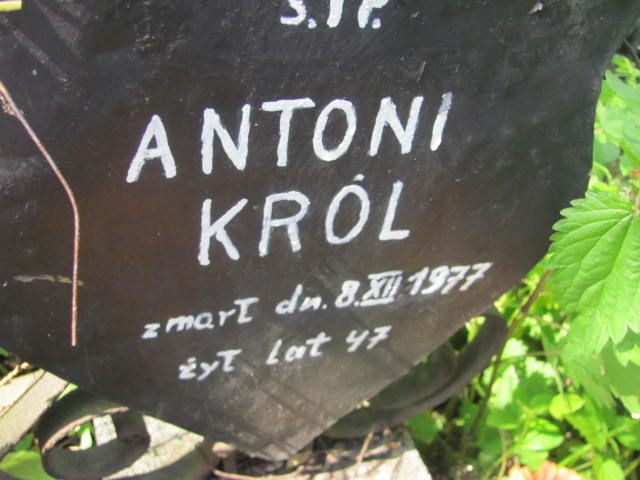 Ś.†P.
ANTONI
KRÓL
zmarł dn. 8.XII 1977
żył lat 47